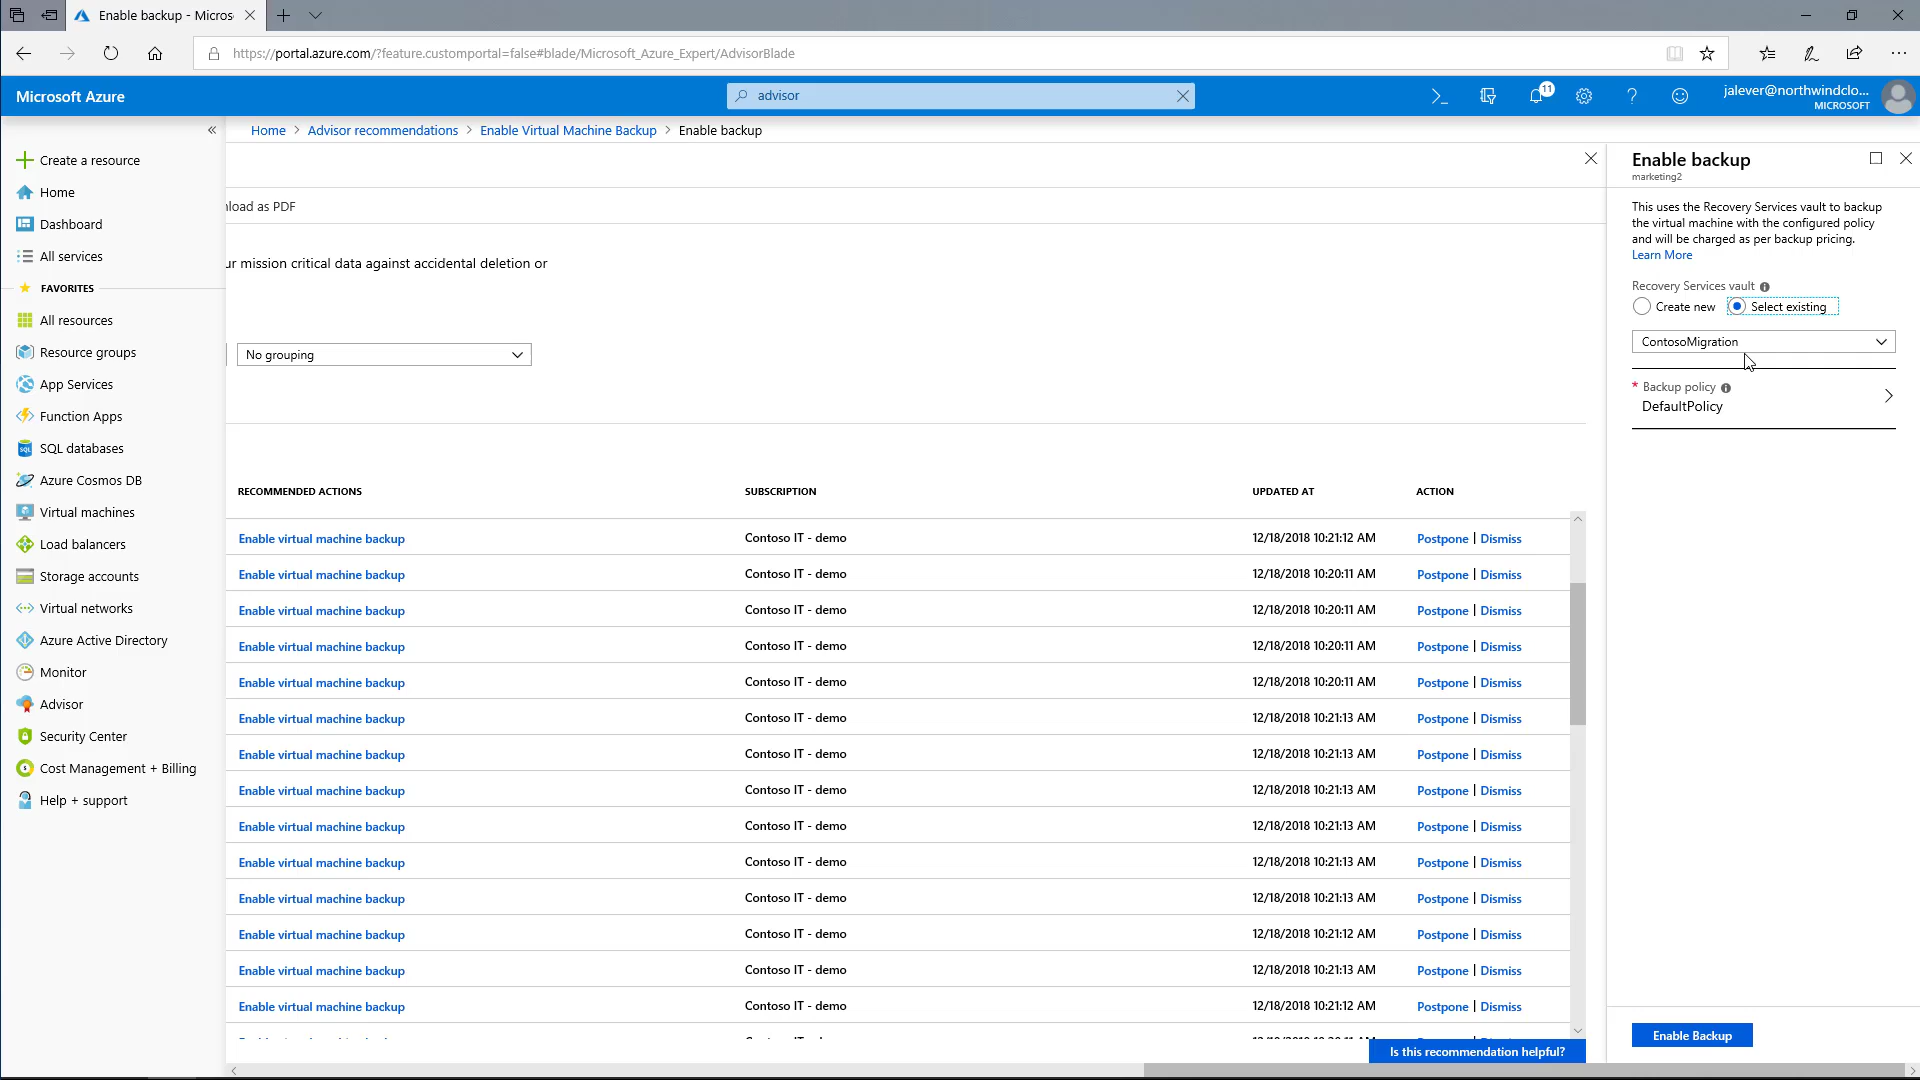 Enable backup - Micros
https://portal.azure.com/?feature.customportal=false#blade/Microsoft_Azure_Expert/AdvisorBlade
Microsoft Azure
advisor
11
jalever@northwindclo...
MICROSOFT
Home > Advisor recommendations > Enable Virtual Machine Backup > Enable backup
Create a resource
Home
Dashboard
All services
FAVORITES
All resources
Resource groups
App Services
Function Apps
SQL databases
Azure Cosmos DB
Virtual machines
Load balancers
Storage accounts
Virtual networks
Azure Active Directory
Monitor
Advisor
Security Center
Cost Management + Billing
Help + support
nload as PDF
ur mission critical data against accidental deletion or
No grouping
RECOMMENDED ACTIONS SUBSCRIPTION UPDATED AT ACTION
Enable virtual machine backup Contoso IT - demo 12/18/2018 10:21:12 AM Postpone | Dismiss
Enable virtual machine backup Contoso IT - demo 12/18/2018 10:20:11 AM Postpone | Dismiss
Enable virtual machine backup Contoso IT - demo 12/18/2018 10:20:11 AM Postpone | Dismiss
Enable virtual machine backup Contoso IT - demo 12/18/2018 10:20:11 AM Postpone | Dismiss
Enable virtual machine backup Contoso IT - demo 12/18/2018 10:20:11 AM Postpone | Dismiss
Enable virtual machine backup Contoso IT - demo 12/18/2018 10:21:13 AM Postpone | Dismiss
Enable virtual machine backup Contoso IT - demo 12/18/2018 10:21:13 AM Postpone | Dismiss
Enable virtual machine backup Contoso IT - demo 12/18/2018 10:21:13 AM Postpone | Dismiss
Enable virtual machine backup Contoso IT - demo 12/18/2018 10:21:13 AM Postpone | Dismiss
Enable virtual machine backup Contoso IT - demo 12/18/2018 10:21:13 AM Postpone | Dismiss
Enable virtual machine backup Contoso IT - demo 12/18/2018 10:21:13 AM Postpone | Dismiss
Enable virtual machine backup Contoso IT - demo 12/18/2018 10:21:12 AM Postpone | Dismiss
Enable virtual machine backup Contoso IT - demo 12/18/2018 10:21:13 AM Postpone | Dismiss
Enable virtual machine backup Contoso IT - demo 12/18/2018 10:21:12 AM Postpone | Dismiss
Is this recommendation helpful?
Enable backup
marketing2
This uses the Recovery Services vault to backup
the virtual machine with the configured policy
and will be charged as per backup pricing.
Learn More
Recovery Services vault
Create new Select existing
ContosoMigration
* Backup policy
DefaultPolicy
Enable Backup